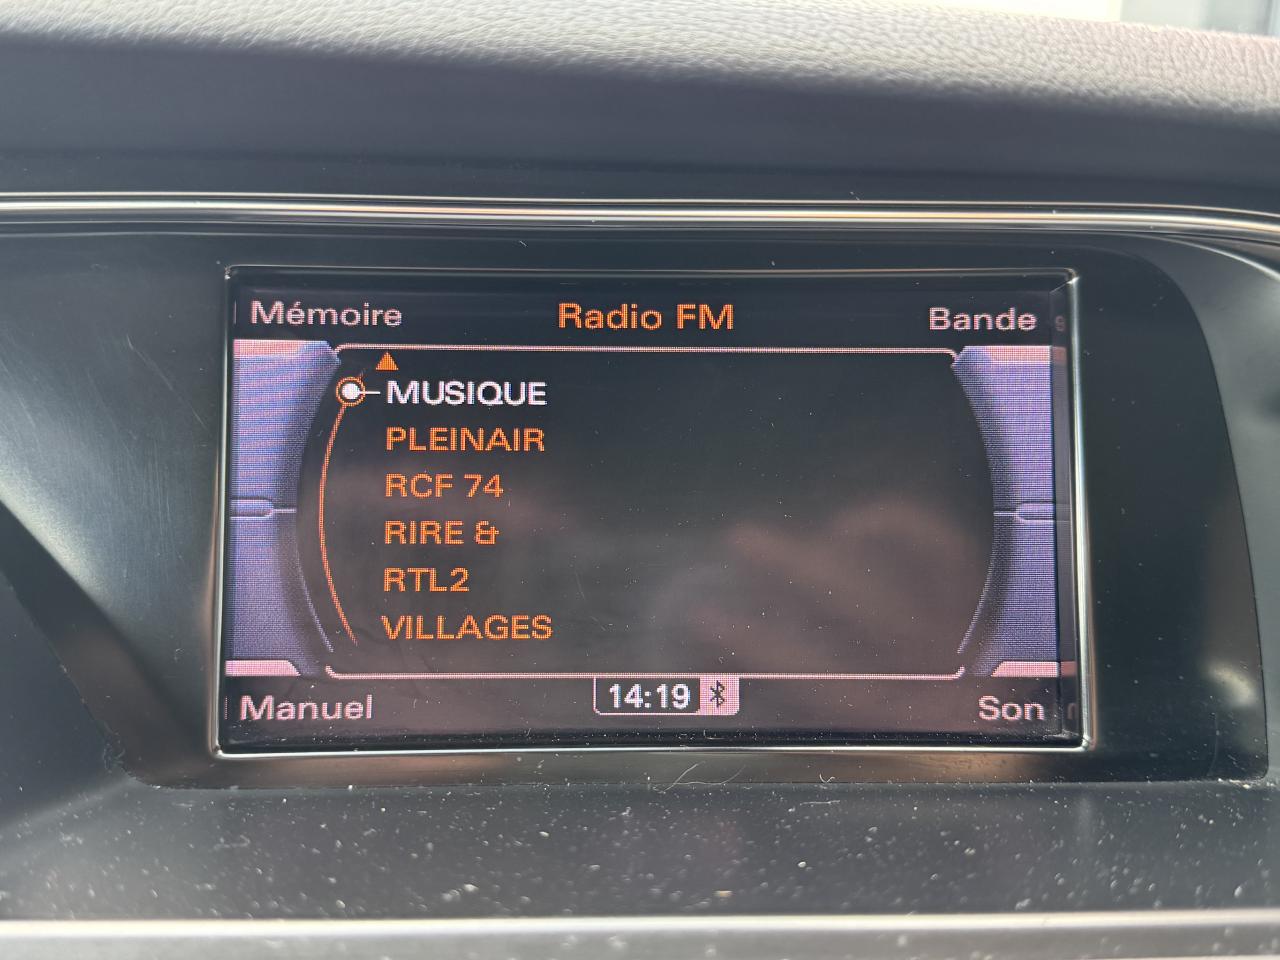 Mémoire Radio FM Bande
MUSIQUE
PLEINAIR
RCF 74
RIRE &
RTL2
VILLAGES
14:19
Manuel Son